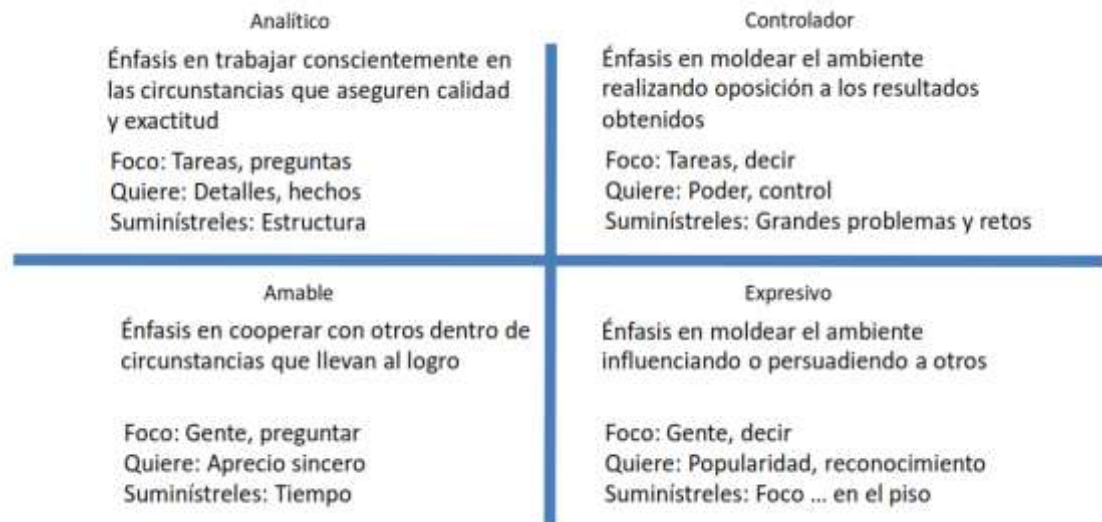 Analítico
Énfasis en trabajar conscientemente en
las circunstancias que aseguren calidad
y exactitud
Foco: Tareas, preguntas
Quiere: Detalles, hechos
Suminístreles: Estructura
Controlador
Énfasis en moldear el ambiente
realizando oposición a los resultados
obtenidos
Foco: Tareas, decir
Quiere: Poder, control
Suminístreles: Grandes problemas y retos
Amable
Énfasis en cooperar con otros dentro de
circunstancias que llevan al logro
Foco: Gente, preguntar
Quiere: Aprecio sincero
Suminístreles: Tiempo
Expresivo
Énfasis en moldear el ambiente
influenciando o persuadiendo a otros
Foco: Gente, decir
Quiere: Popularidad, reconocimiento
Suminístreles: Foco ... en el piso